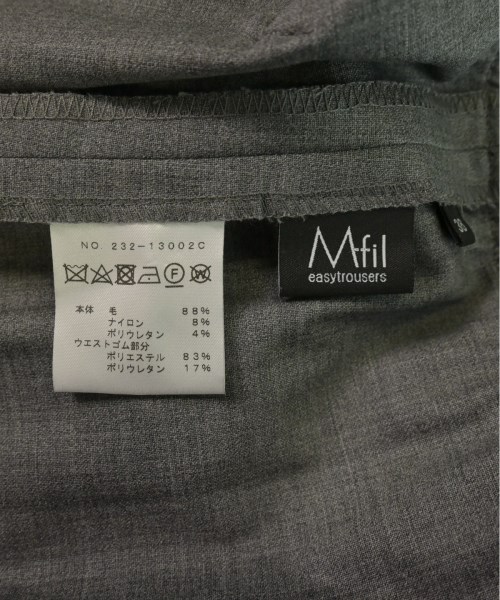 NO. 232-13002C
本体 毛 88%
ナイロン 8%
ポリウレタン 4%
ウエストゴム部分
ポリエステル 83%
ポリウレタン 17%
M-fil
easytrousers